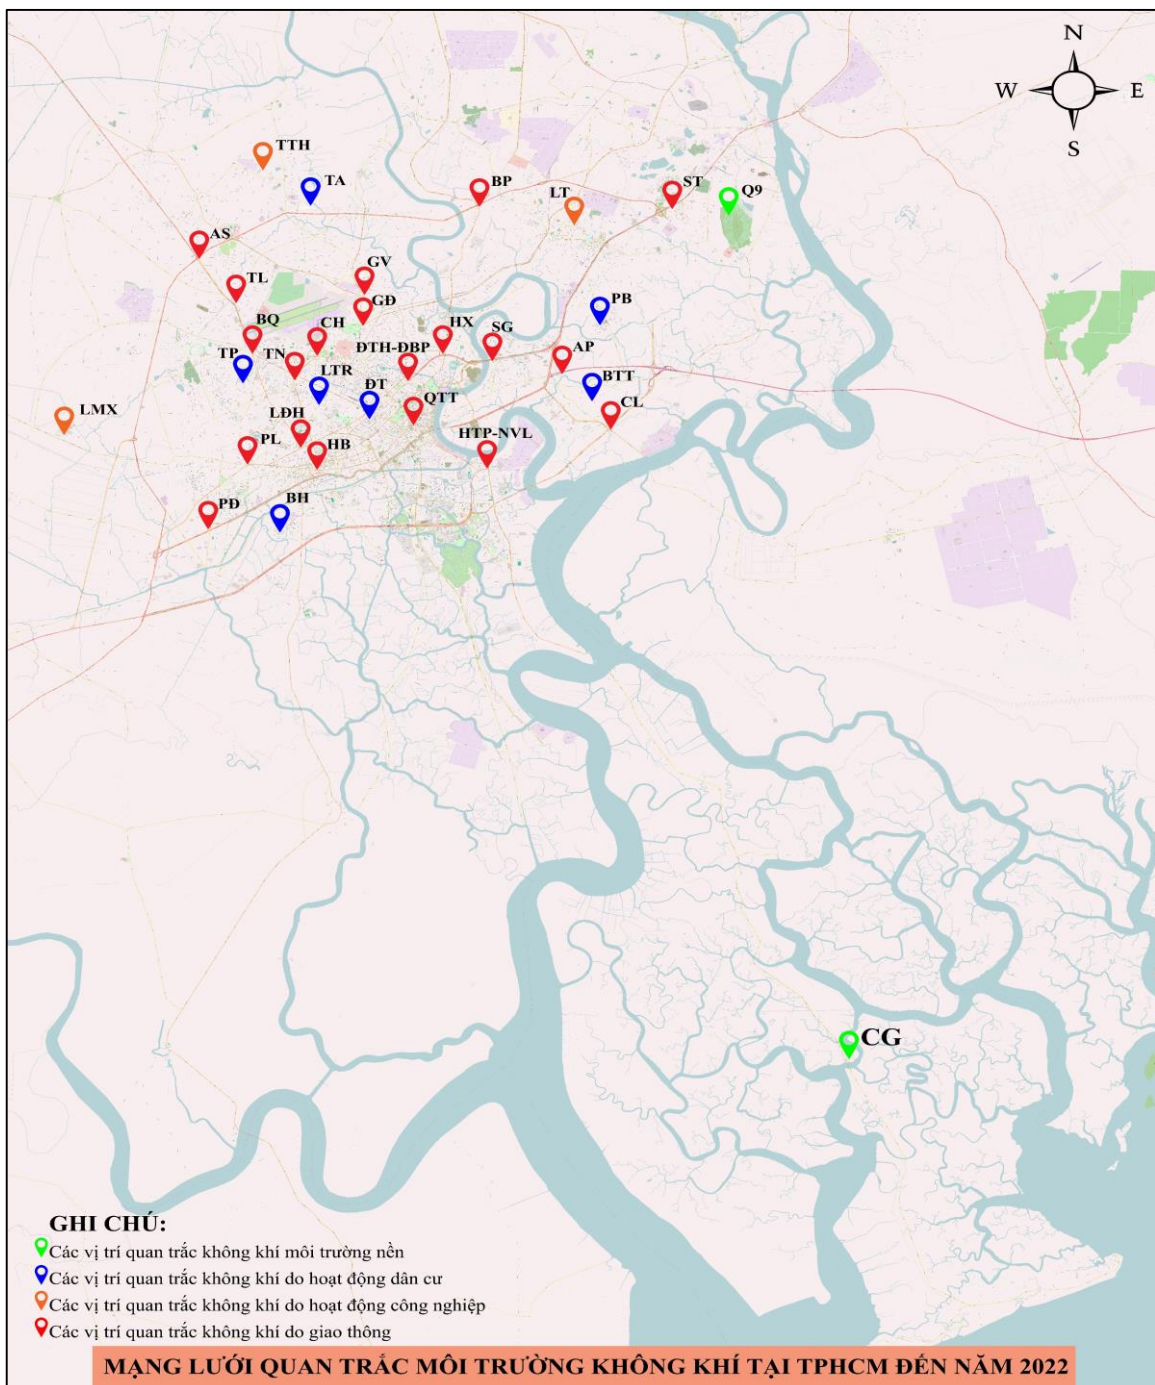 N
W
E
S
TTH
TA
BP
LT
ST
Q9
AS
TL
GV
GĐ
PB
BQ
CH
HX
SG
TP
TN
ĐTH-ĐBP
AP
LTR
ĐT
BTT
LMX
LĐH
QTT
CL
PL
HB
HTP-NVL
PĐ
BH
CG
GHI CHÚ:
Các vị trí quan trắc không khí môi trường nền
Các vị trí quan trắc không khí do hoạt động dân cư
Các vị trí quan trắc không khí do hoạt động công nghiệp
Các vị trí quan trắc không khí do giao thông
MẠNG LƯỚI QUAN TRẮC MÔI TRƯỜNG KHÔNG KHÍ TẠI TPHCM ĐẾN NĂM 2022